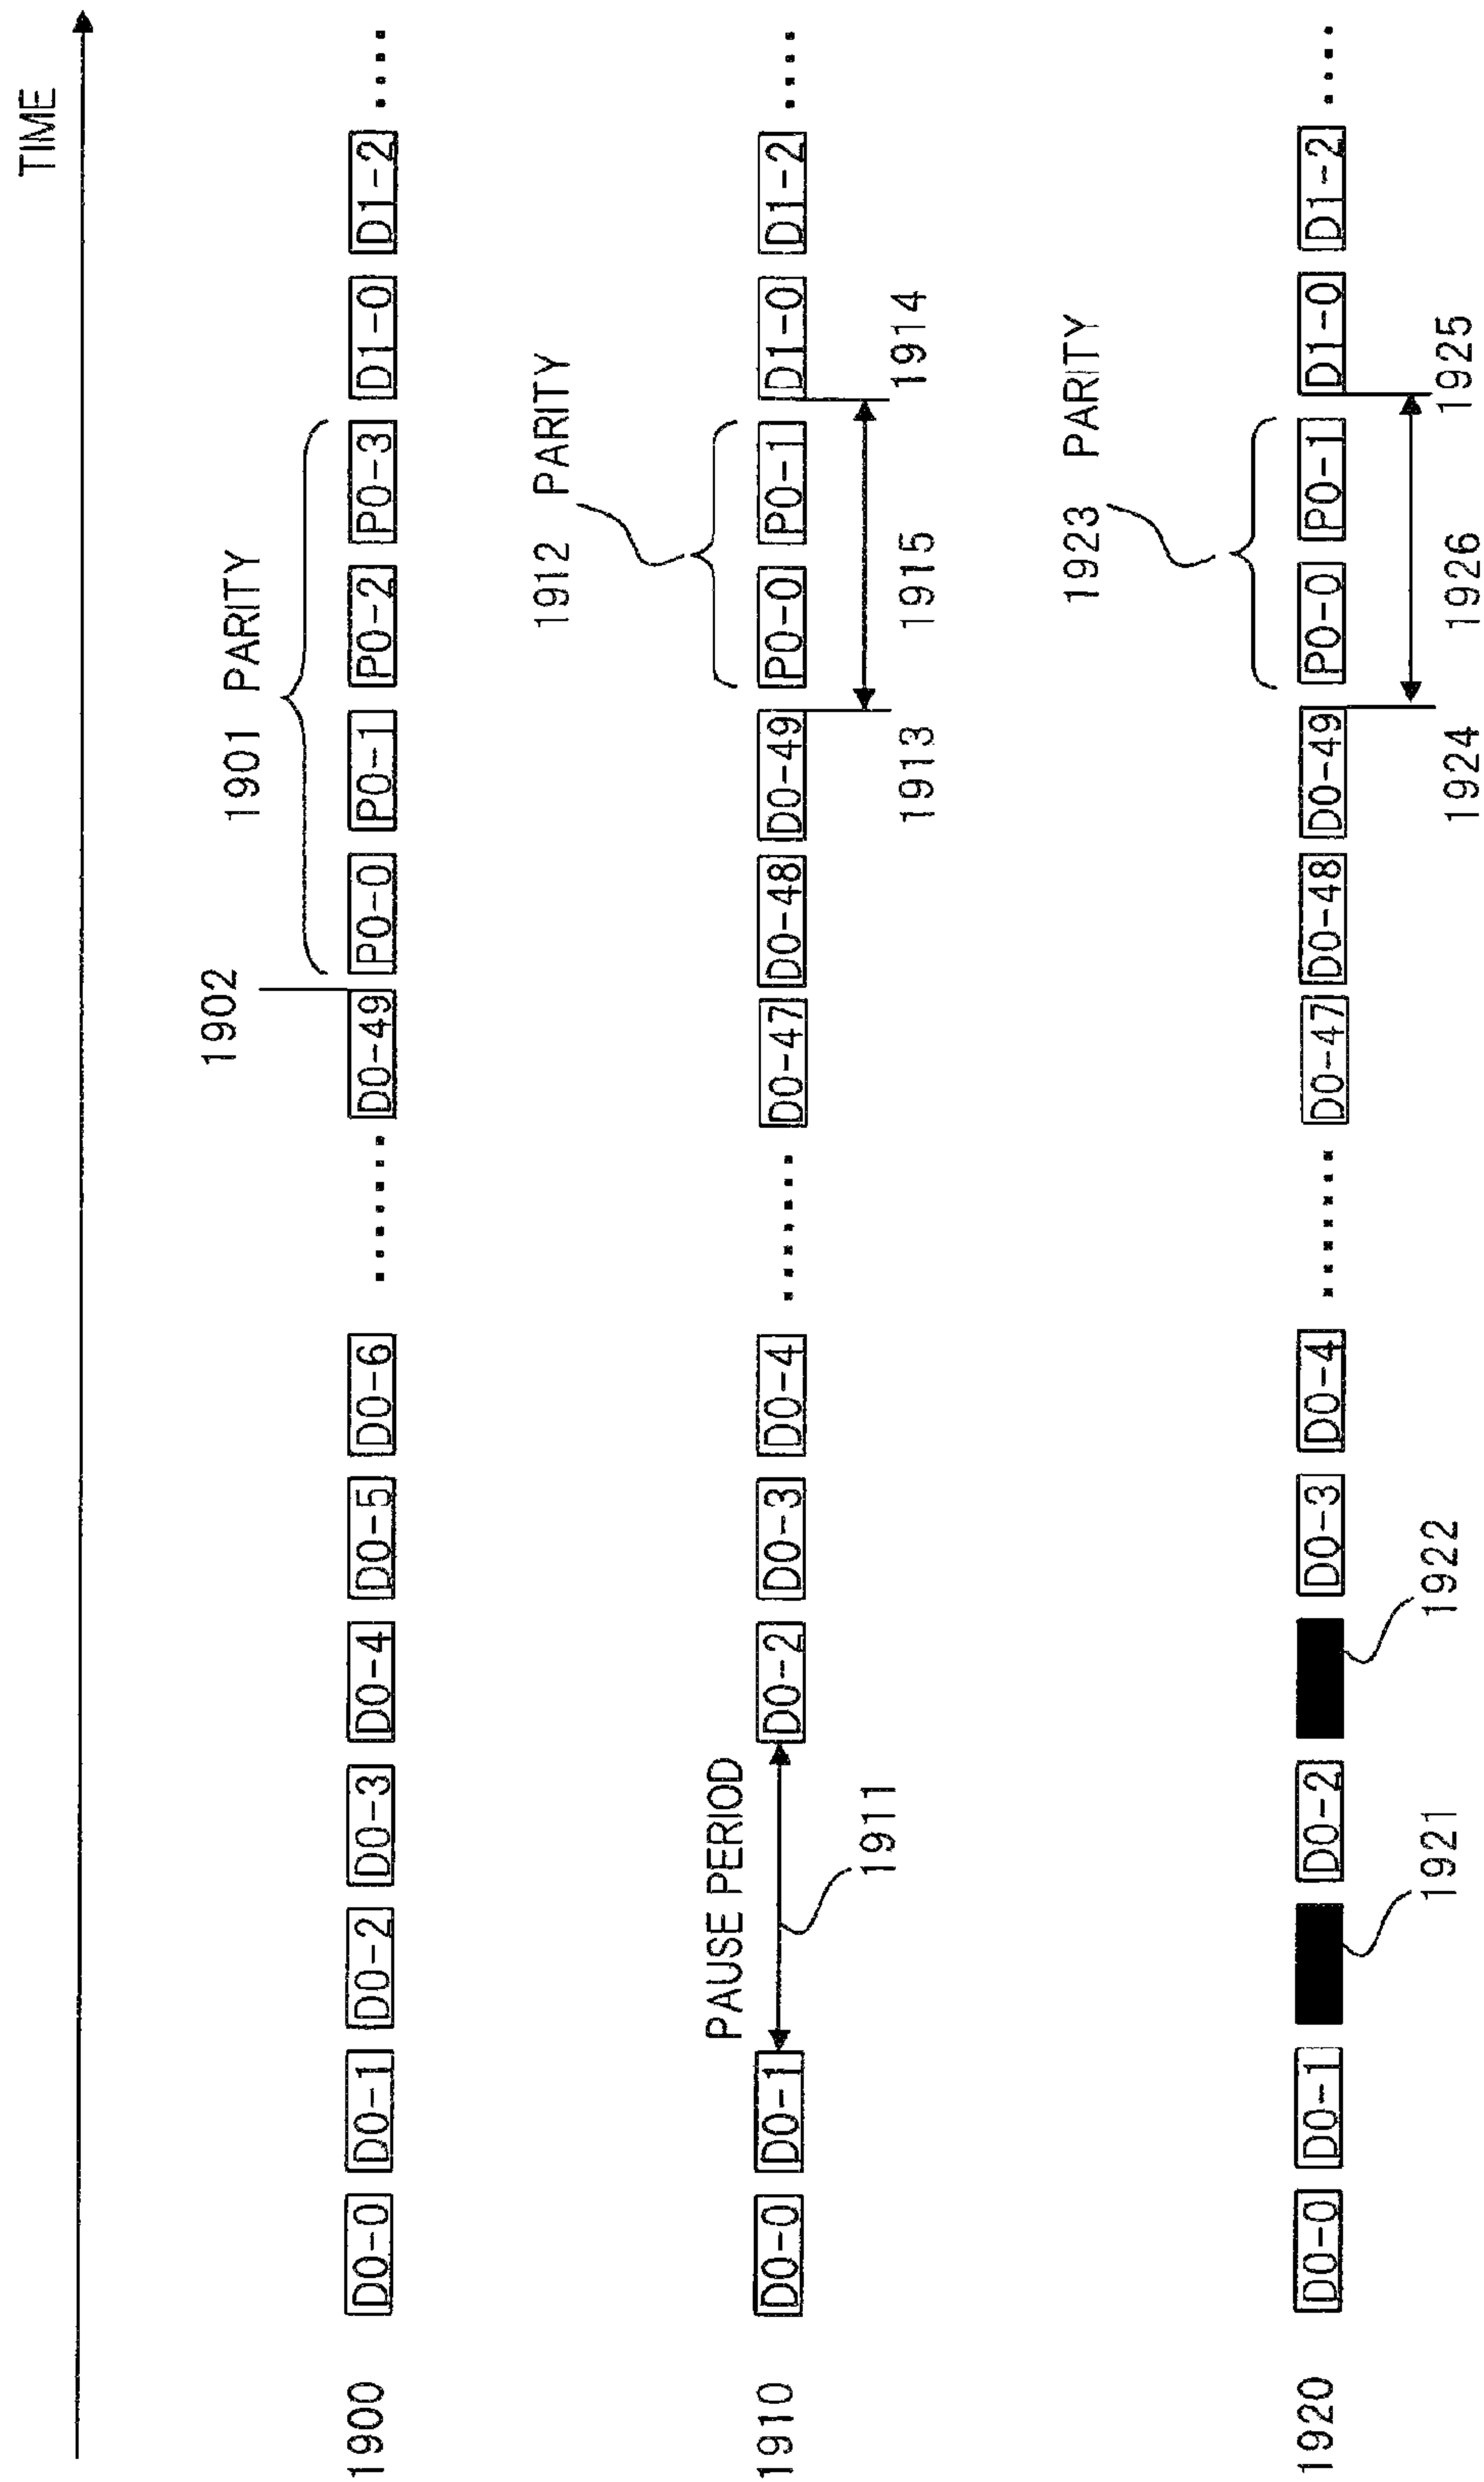 TIME
1902
1901 PARITY
1900 D0-0 D0-1 D0-2 D0-3 D0-4 D0-5 D0-6 ...... D0-49 P0-0 P0-1 P0-2 P0-3 D1-0 D1-2 ....
1912 PARITY
PAUSE PERIOD
1910 D0-0 D0-1 D0-2 D0-3 D0-4 ....... D0-47 D0-48 D0-49 P0-0 P0-1 D1-0 D1-2 ....
1911 1913 1915 1914
1923 PARITY
1920 D0-0 D0-1 D0-2 D0-3 D0-4 ....... D0-47 D0-48 D0-49 P0-0 P0-1 D1-0 D1-2 ....
1921 1922 1924 1926 1925